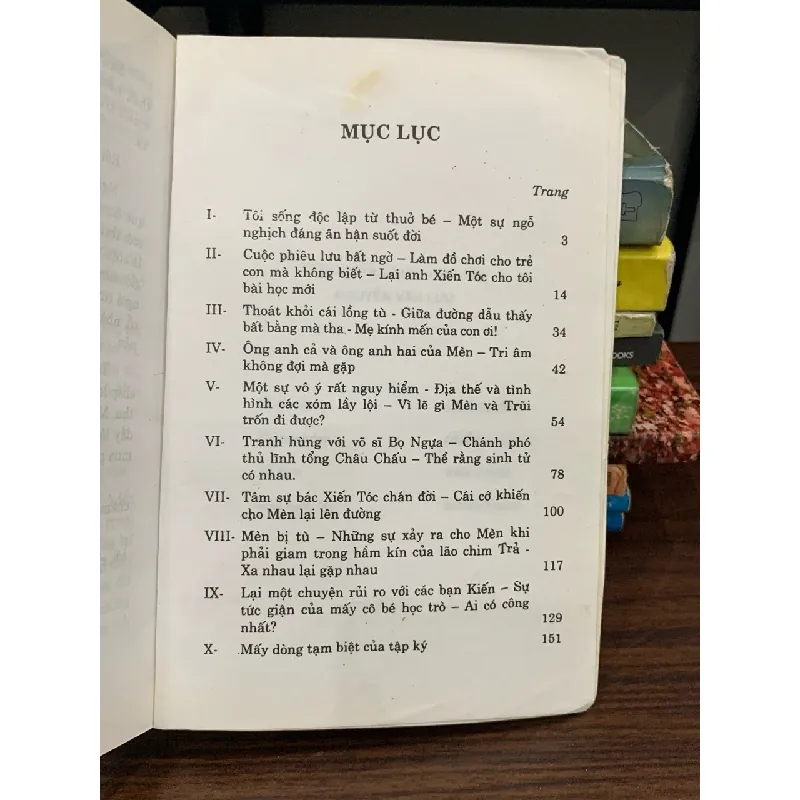 MỤC LỤC
Trang
I- Tôi sống độc lập từ thuở bé – Một sự ngỗ
nghịch đáng ân hận suốt đời 3
II- Cuộc phiêu lưu bất ngờ – Làm đồ chơi cho trẻ
con mà không biết – Lại anh Xiến Tóc cho tôi
bài học mới 14
III- Thoát khỏi cái lồng tù - Giữa đường dẫu thấy
bất bằng mà tha - Mẹ kính mến của con ơi! 34
IV- Ông anh cả và ông anh hai của Mèn – Tri âm
không đợi mà gặp 42
V- Một sự vô ý rất nguy hiểm - Địa thế và tình
hình các xóm lầy lội – Vì lẽ gì Mèn và Trũi
trốn đi được? 54
VI- Tranh hùng với võ sĩ Bọ Ngựa – Chánh phó
thủ lĩnh tổng Châu Chấu – Thề rằng sinh tử
có nhau. 78
VII- Tâm sự bác Xiến Tóc chán đời – Cái cớ khiến
cho Mèn lại lên đường 100
VIII- Mèn bị tù – Những sự xảy ra cho Mèn khi
phải giam trong hầm kín của lão chim Trả -
Xa nhau lại gặp nhau 117
IX- Lại một chuyện rủi ro với các bạn Kiến – Sự
tức giận của mấy cô bé học trò – Ai có công
nhất? 129
X- Mấy dòng tạm biệt của tập ký 151
OOKS